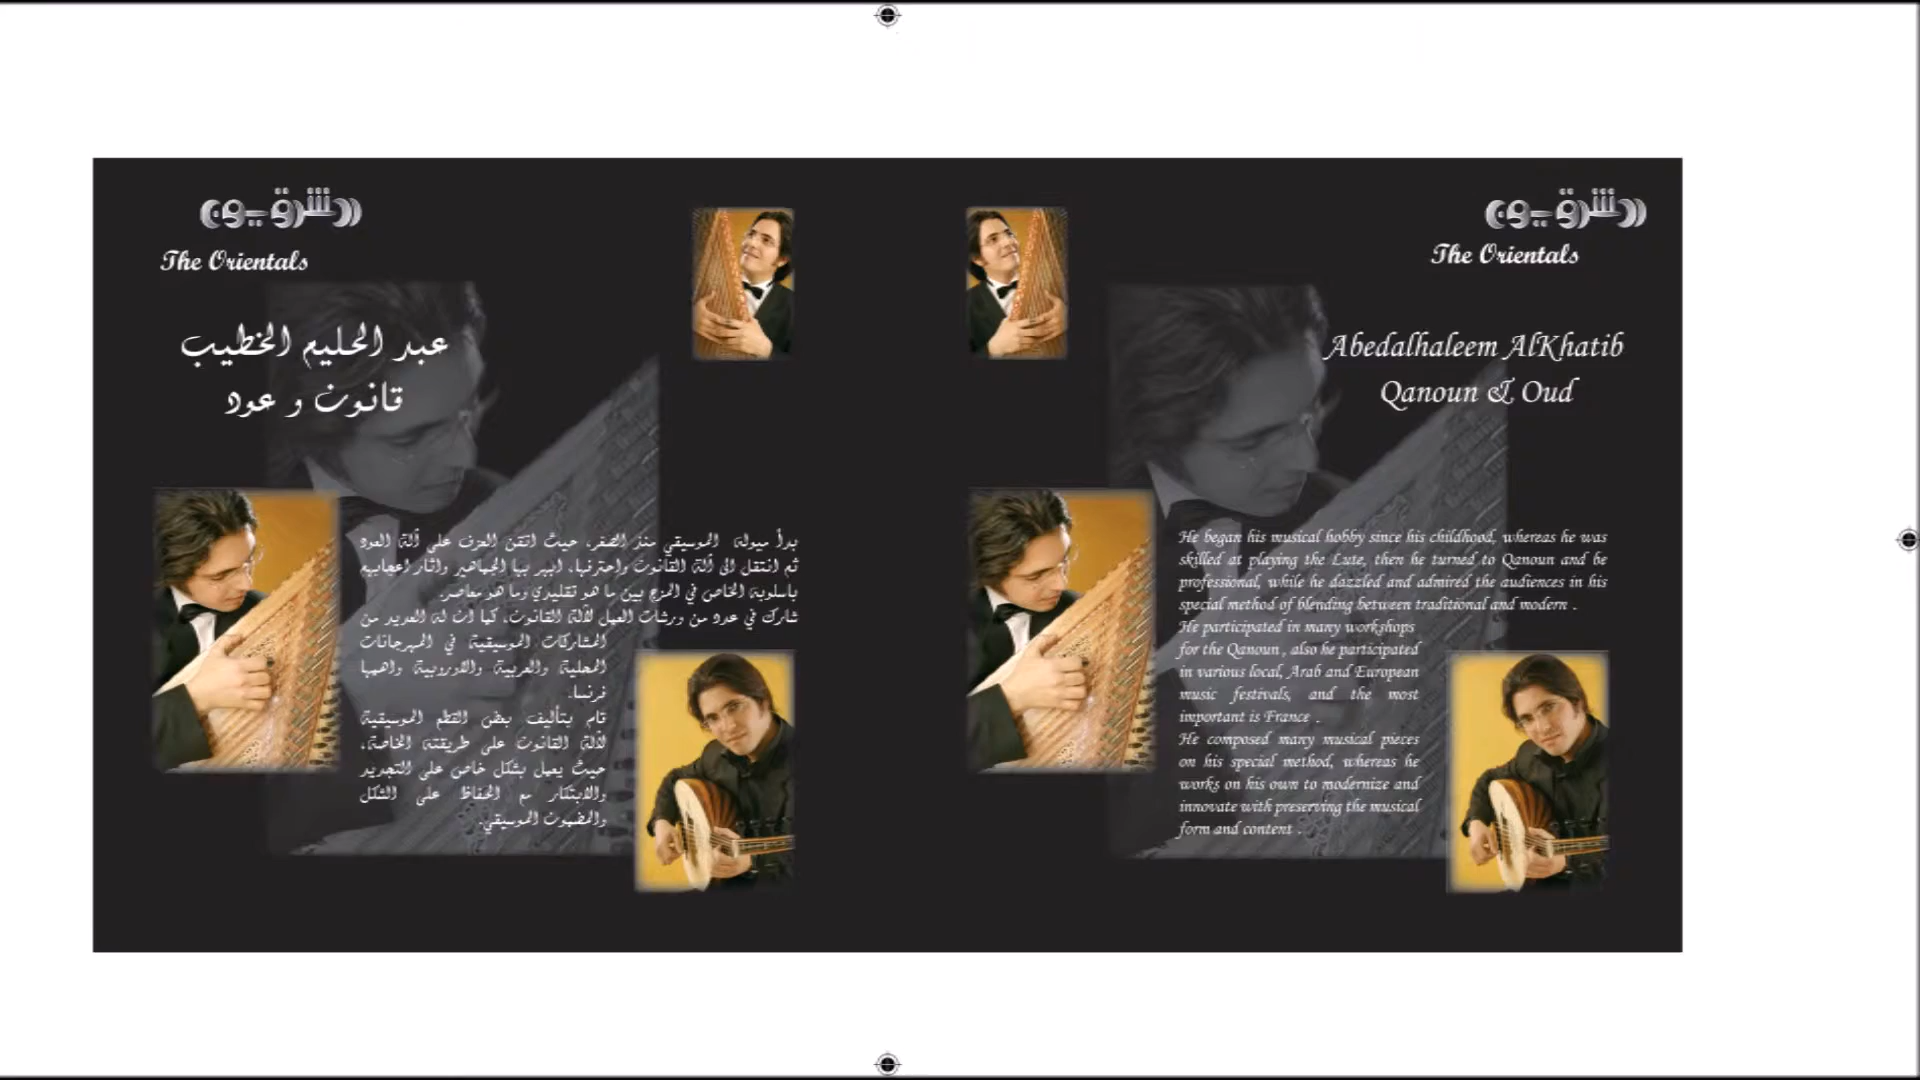 شرقيون
The Orientals
عبد الحليم الخطيب
قانون و عود
بدأ ميوله الموسيقي منذ الصغر، حيث اتقن العزف على ألة العود
ثم انتقل الى ألة القانون واحترفها، ابهر بها الجماهير واثار اعجابهم
باسلوبه الخاص في المزج بين ما هو تقليدي وما هو معاصر.
شارك في عدد من ورشات العمل لألة القانون، كما ان له العديد من
المشاركات الموسيقية في المهرجانات
المحلية والعربية والاوروبية واهمها
فرنسا.
قام بتأليف بعض القطع الموسيقية
لألة القانون على طريقته الخاصة،
حيث يعمل بشكل خاص على التجديد
والابتكار مع الحفاظ على الشكل
والمضمون الموسيقي.
شرقيون
The Orientals
Abedalhaleem AlKhatib
Qanoun & Oud
He began his musical hobby since his childhood, whereas he was
skilled at playing the Lute, then he turned to Qanoun and be
professional, while he dazzled and admired the audiences in his
special method of blending between traditional and modern .
He participated in many workshops
for the Qanoun , also he participated
in various local, Arab and European
music festivals, and the most
important is France .
He composed many musical pieces
on his special method, whereas he
works on his own to modernize and
innovate with preserving the musical
form and content .